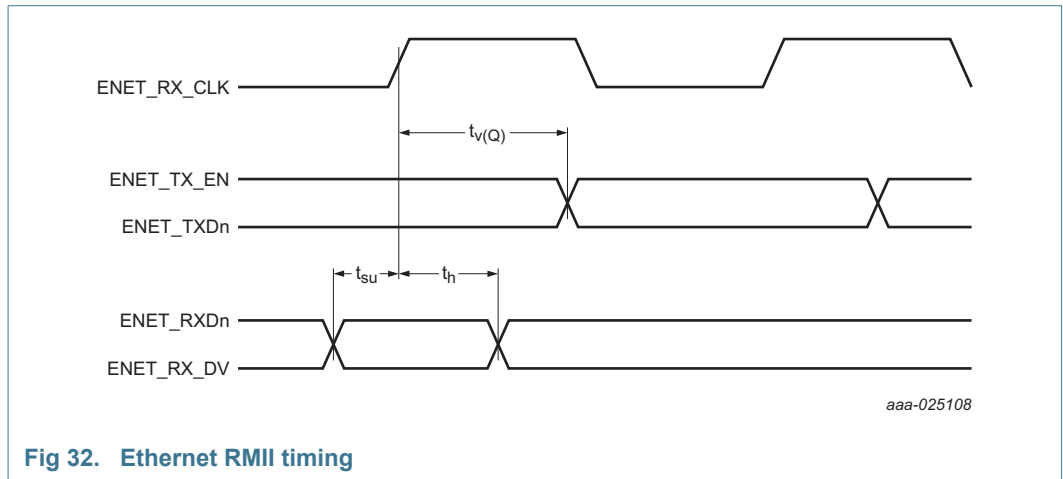 ENET_RX_CLK
tv(Q)
ENET_TX_EN
ENET_TXDn
tsu
th
ENET_RXDn
ENET_RX_DV
aaa-025108
Fig 32. Ethernet RMII timing